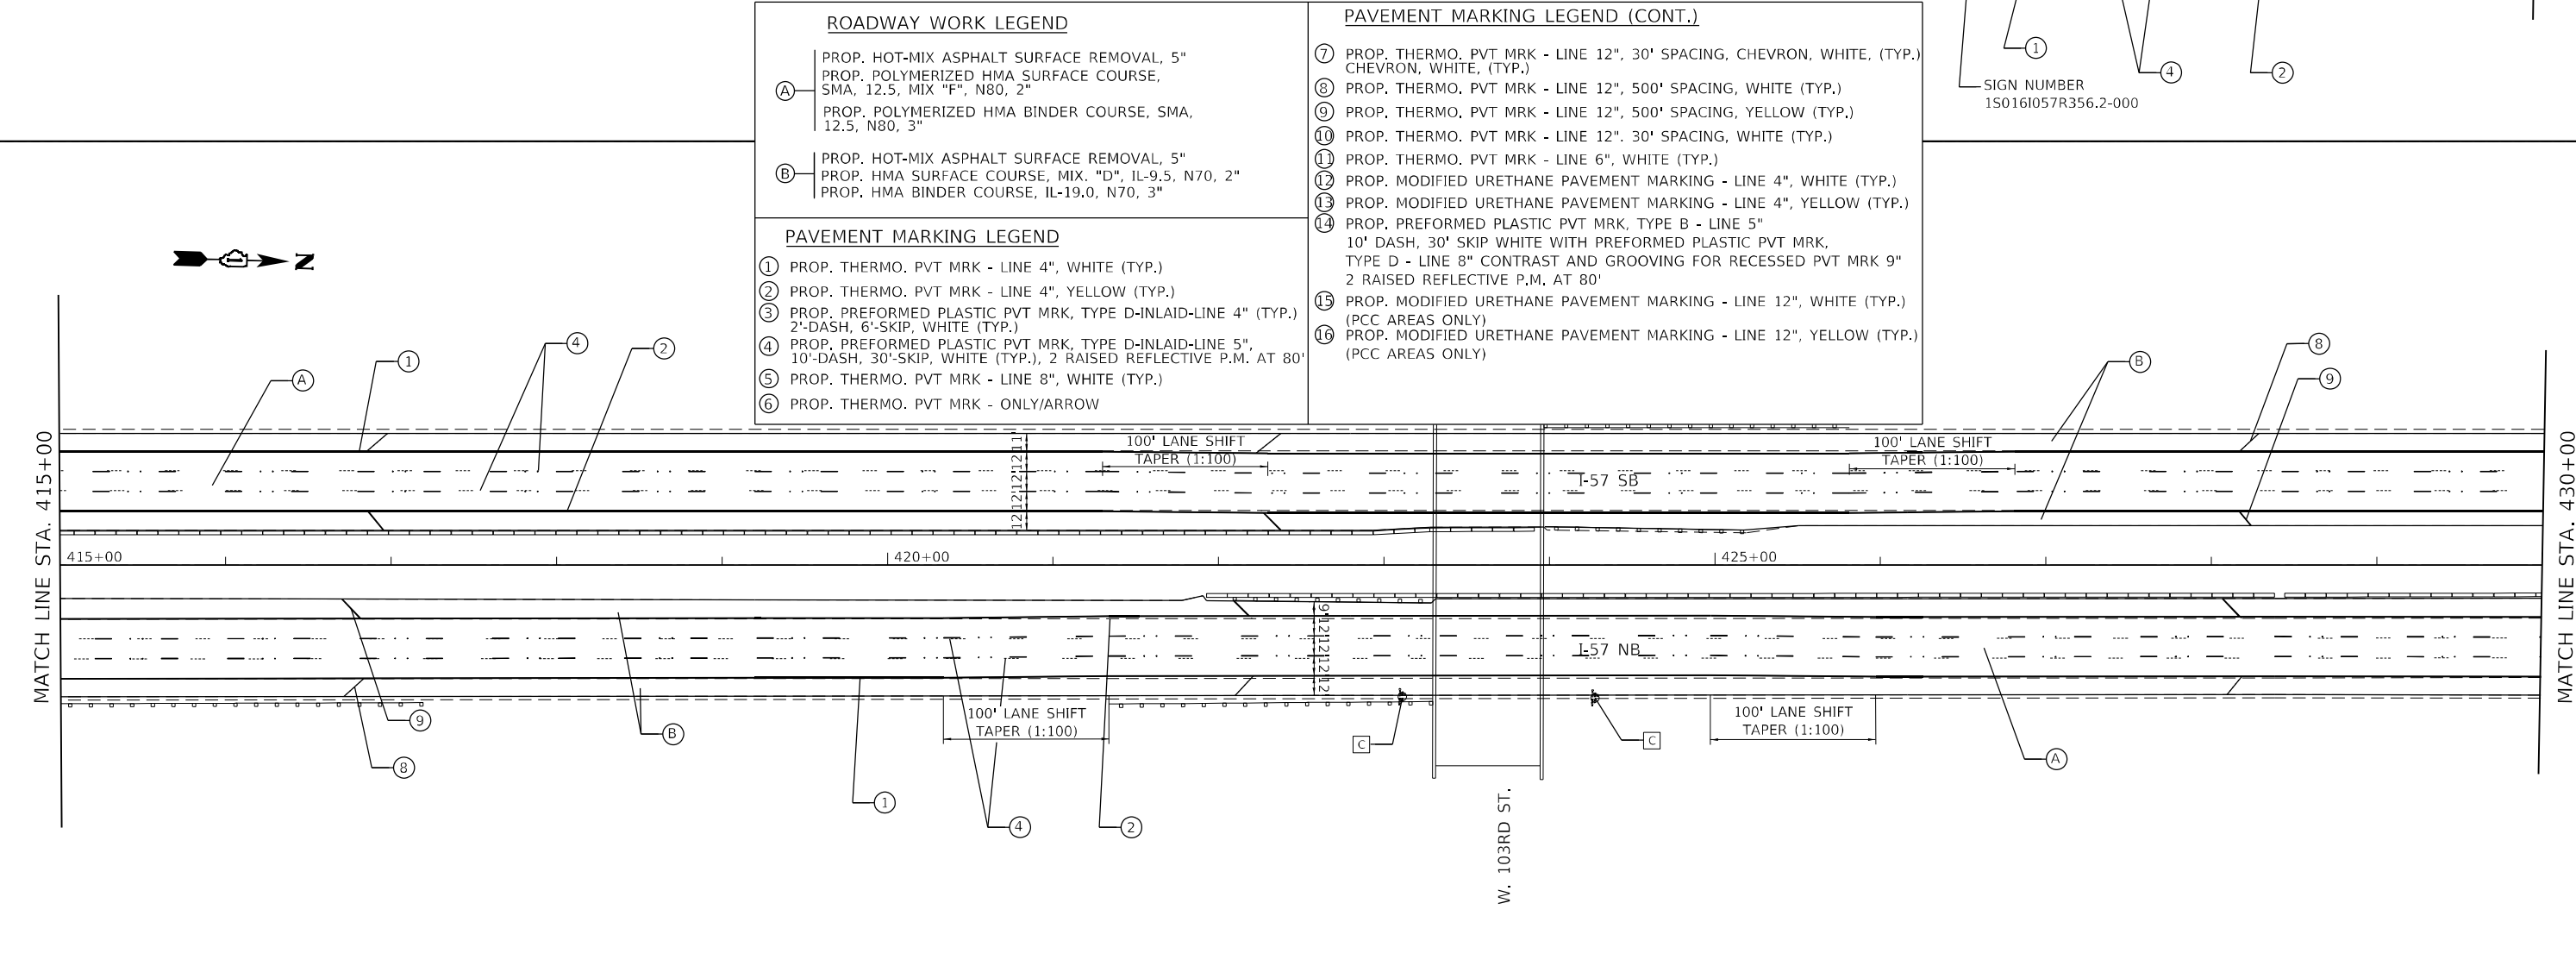 ROADWAY WORK LEGEND
A
PROP. HOT-MIX ASPHALT SURFACE REMOVAL, 5"
PROP. POLYMERIZED HMA SURFACE COURSE,
SMA, 12.5, MIX "F", N80, 2"
PROP. POLYMERIZED HMA BINDER COURSE, SMA,
12.5, N80, 3"
B
PROP. HOT-MIX ASPHALT SURFACE REMOVAL, 5"
PROP. HMA SURFACE COURSE, MIX. "D", IL-9.5, N70, 2"
PROP. HMA BINDER COURSE, IL-19.0, N70, 3"
PAVEMENT MARKING LEGEND
1 PROP. THERMO. PVT MRK - LINE 4", WHITE (TYP.)
2 PROP. THERMO. PVT MRK - LINE 4", YELLOW (TYP.)
3 PROP. PREFORMED PLASTIC PVT MRK, TYPE D-INLAID-LINE 4" (TYP.)
2'-DASH, 6'-SKIP, WHITE (TYP.)
4 PROP. PREFORMED PLASTIC PVT MRK, TYPE D-INLAID-LINE 5",
10'-DASH, 30'-SKIP, WHITE (TYP.), 2 RAISED REFLECTIVE P.M. AT 80'
5 PROP. THERMO. PVT MRK - LINE 8", WHITE (TYP.)
6 PROP. THERMO. PVT MRK - ONLY/ARROW
PAVEMENT MARKING LEGEND (CONT.)
7 PROP. THERMO. PVT MRK - LINE 12", 30' SPACING, CHEVRON, WHITE, (TYP.)
CHEVRON, WHITE, (TYP.)
8 PROP. THERMO. PVT MRK - LINE 12", 500' SPACING, WHITE (TYP.)
9 PROP. THERMO. PVT MRK - LINE 12", 500' SPACING, YELLOW (TYP.)
10 PROP. THERMO. PVT MRK - LINE 12". 30' SPACING, WHITE (TYP.)
11 PROP. THERMO. PVT MRK - LINE 6", WHITE (TYP.)
12 PROP. MODIFIED URETHANE PAVEMENT MARKING - LINE 4", WHITE (TYP.)
13 PROP. MODIFIED URETHANE PAVEMENT MARKING - LINE 4", YELLOW (TYP.)
14 PROP. PREFORMED PLASTIC PVT MRK, TYPE B - LINE 5"
10' DASH, 30' SKIP WHITE WITH PREFORMED PLASTIC PVT MRK,
TYPE D - LINE 8" CONTRAST AND GROOVING FOR RECESSED PVT MRK 9"
2 RAISED REFLECTIVE P.M. AT 80'
15 PROP. MODIFIED URETHANE PAVEMENT MARKING - LINE 12", WHITE (TYP.)
(PCC AREAS ONLY)
16 PROP. MODIFIED URETHANE PAVEMENT MARKING - LINE 12", YELLOW (TYP.)
(PCC AREAS ONLY)
1
4
2
SIGN NUMBER
1S016I057R356.2-000
N
A
1
4
2
B
8
9
MATCH LINE STA. 415+00
11' 12' 12' 12' 12'
100' LANE SHIFT
TAPER (1:100)
100' LANE SHIFT
TAPER (1:100)
I-57 SB
415+00
420+00
425+00
9' 12' 12' 12' 12'
I-57 NB
MATCH LINE STA. 430+00
9
B
8
100' LANE SHIFT
TAPER (1:100)
C
C
100' LANE SHIFT
TAPER (1:100)
A
1
4
2
W. 103RD ST.